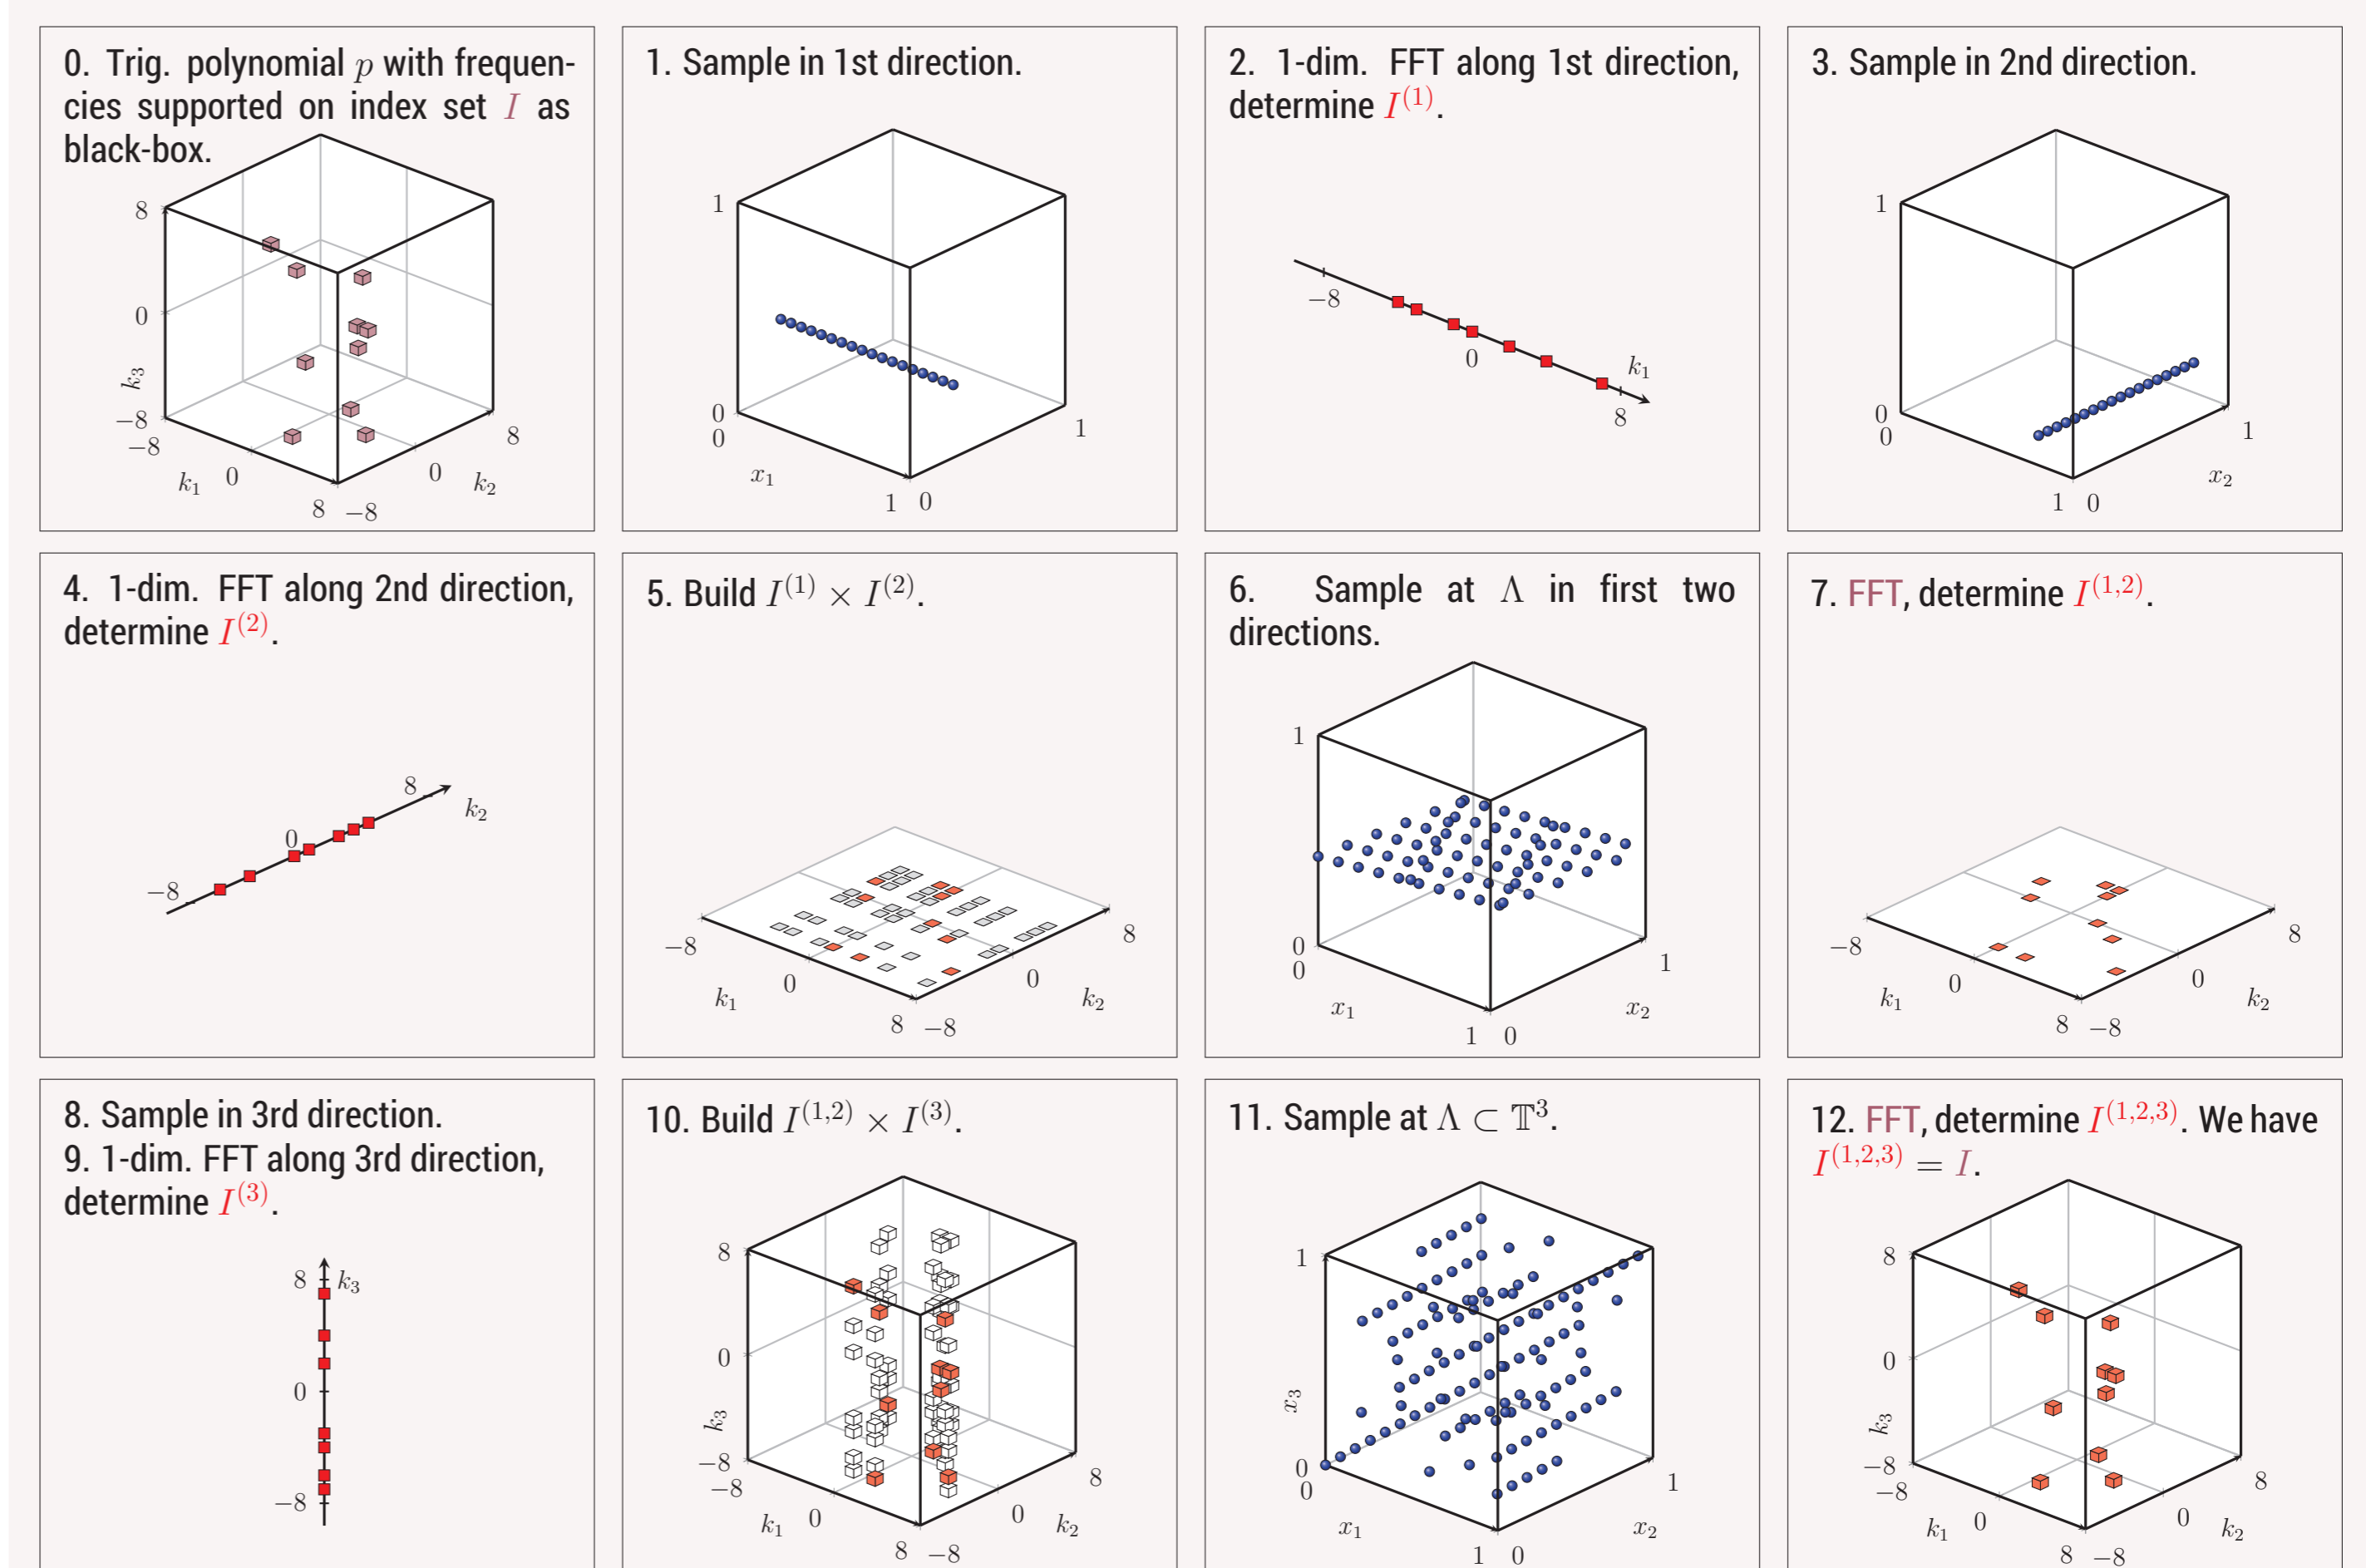 0. Trig. polynomial p with frequen-
cies supported on index set I as
black-box.
8
0
k₃
−8
−8
k₁
0
8
−8
0
k₂
8
1. Sample in 1st direction.
1
0
0
x₁
1
0
1
2. 1-dim. FFT along 1st direction,
determine I⁽¹⁾.
−8
0
k₁
8
3. Sample in 2nd direction.
1
0
0
1
0
x₂
1
4. 1-dim. FFT along 2nd direction,
determine I⁽²⁾.
8
k₂
0
−8
5. Build I⁽¹⁾ × I⁽²⁾.
−8
k₁
0
8
−8
0
k₂
8
6. Sample at Λ in first two
directions.
1
0
0
x₁
1
0
x₂
1
7. FFT, determine I⁽¹,²⁾.
−8
k₁
0
8
−8
0
k₂
8
8. Sample in 3rd direction.
9. 1-dim. FFT along 3rd direction,
determine I⁽³⁾.
8
k₃
0
−8
10. Build I⁽¹,²⁾ × I⁽³⁾.
8
0
k₃
−8
−8
k₁
0
8
−8
0
k₂
8
11. Sample at Λ ⊂ 𝕋³.
1
x₃
0
0
x₁
1
0
x₂
1
12. FFT, determine I⁽¹,²,³⁾. We have
I⁽¹,²,³⁾ = I.
8
0
k₃
−8
−8
k₁
0
8
−8
0
k₂
8